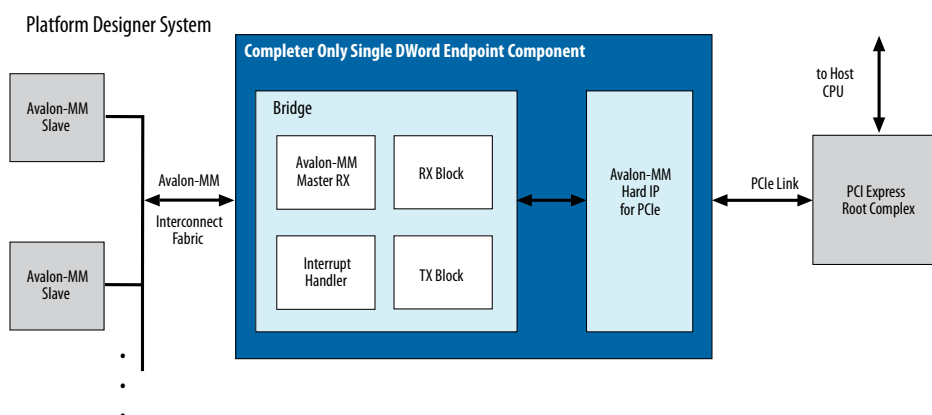 Platform Designer System
Completer Only Single DWord Endpoint Component
Avalon-MM
Slave
Avalon-MM
Slave
Avalon-MM
Interconnect
Fabric
Bridge
Avalon-MM
Master RX
RX Block
Interrupt
Handler
TX Block
Avalon-MM
Hard IP
for PCIe
PCIe Link
to Host
CPU
PCI Express
Root Complex